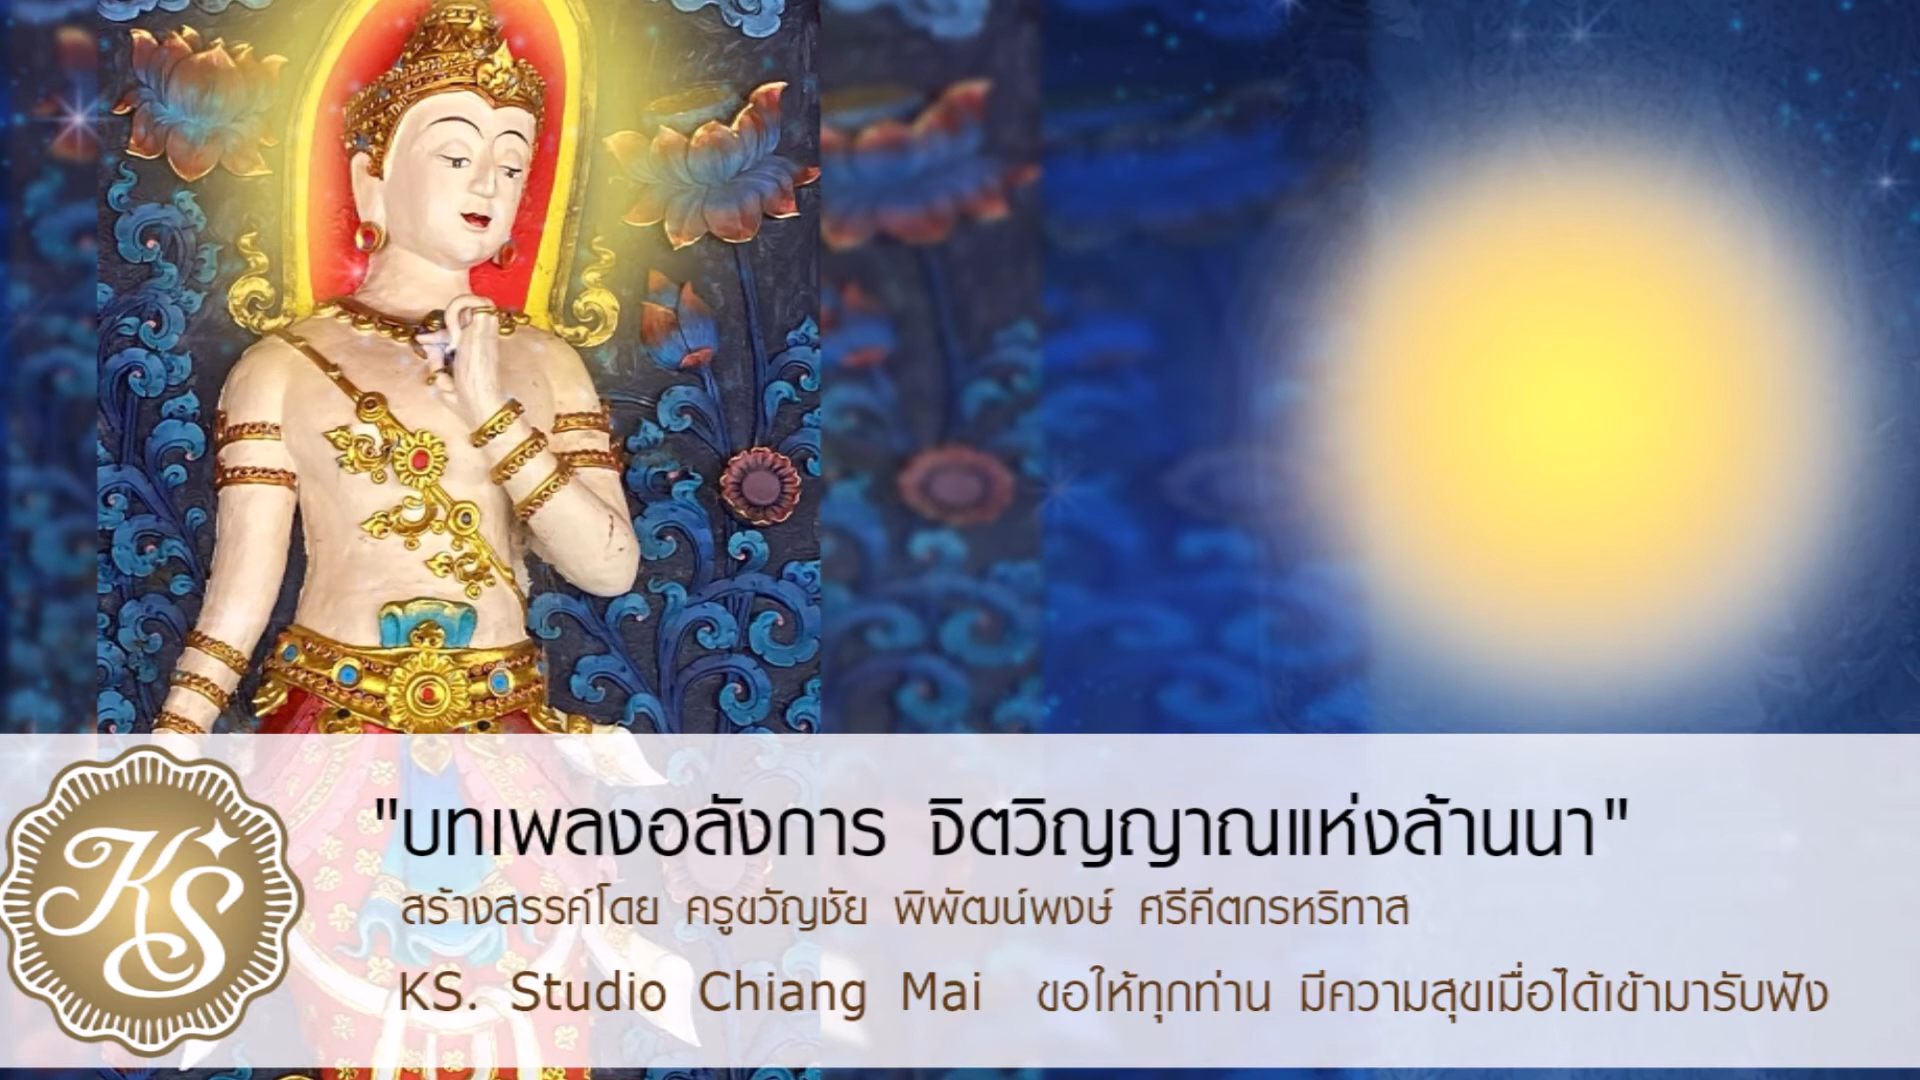 "บทเพลงอลังการ จิตวิญญาณแห่งล้านนา"
สร้างสรรค์โดย ครูขวัญชัย พิพัฒน์พงษ์ ศรีคีตกรหริทาส
KS
KS. Studio Chiang Mai ขอให้ทุกท่าน มีความสุขเมื่อได้เข้ามารับฟัง